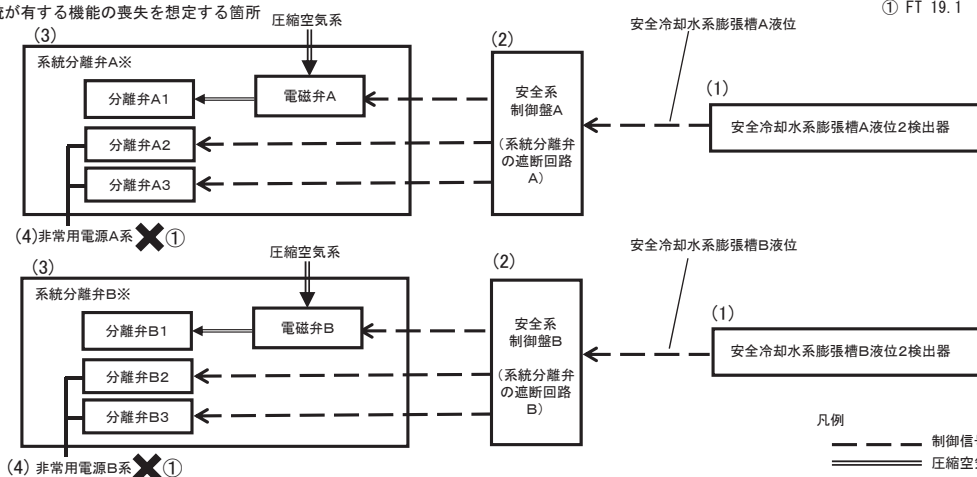 統が有する機能の喪失を想定する箇所
① FT 19.1
圧縮空気系
安全冷却水系膨張槽A液位
(3)
(2)
系統分離弁A※
(1)
分離弁A1
電磁弁A
安全系
制御盤A
(系統分離弁
の遮断回路
A)
安全冷却水系膨張槽A液位2検出器
分離弁A2
分離弁A3
(4)非常用電源A系 ①
圧縮空気系
安全冷却水系膨張槽B液位
(3)
(2)
系統分離弁B※
(1)
分離弁B1
電磁弁B
安全系
制御盤B
(系統分離弁
の遮断回路
B)
安全冷却水系膨張槽B液位2検出器
分離弁B2
分離弁B3
(4) 非常用電源B系 ①
凡例
制御信
圧縮空